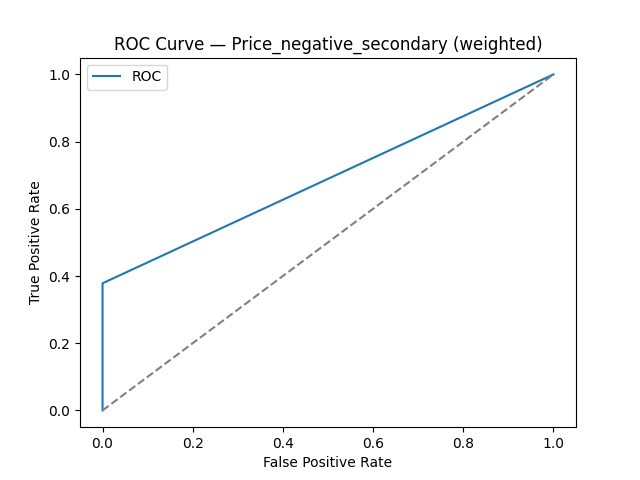 ROC Curve — Price_negative_secondary (weighted)
ROC
1.0
0.8
0.6
0.4
0.2
0.0
True Positive Rate
0.0 0.2 0.4 0.6 0.8 1.0
False Positive Rate